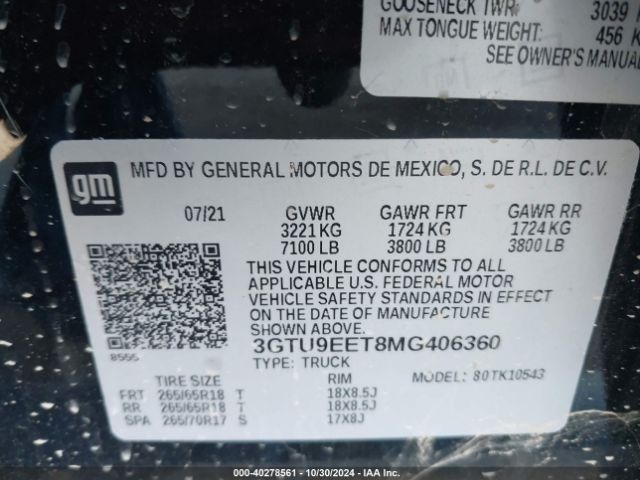 GOOSENECK TWR 3039
MAX TONGUE WEIGHT: 456 K
SEE OWNER'S MANUAL
gm
MFD BY GENERAL MOTORS DE MEXICO, S. DE R.L. DE C.V.
07/21 GVWR GAWR FRT GAWR RR
3221 KG 1724 KG 1724 KG
7100 LB 3800 LB 3800 LB
THIS VEHICLE CONFORMS TO ALL
APPLICABLE U.S. FEDERAL MOTOR
VEHICLE SAFETY STANDARDS IN EFFECT
ON THE DATE OF MANUFACTURE
SHOWN ABOVE.
8555
3GTU9EET8MG406360
TYPE: TRUCK
MODEL: 80TK10543
TIRE SIZE RIM
FRT 265/65R18 T 18X8.5J
RR 265/65R18 T 18X8.5J
SPA 265/70R17 S 17X8J
000-40278561 - 10/30/2024 - IAA Inc.